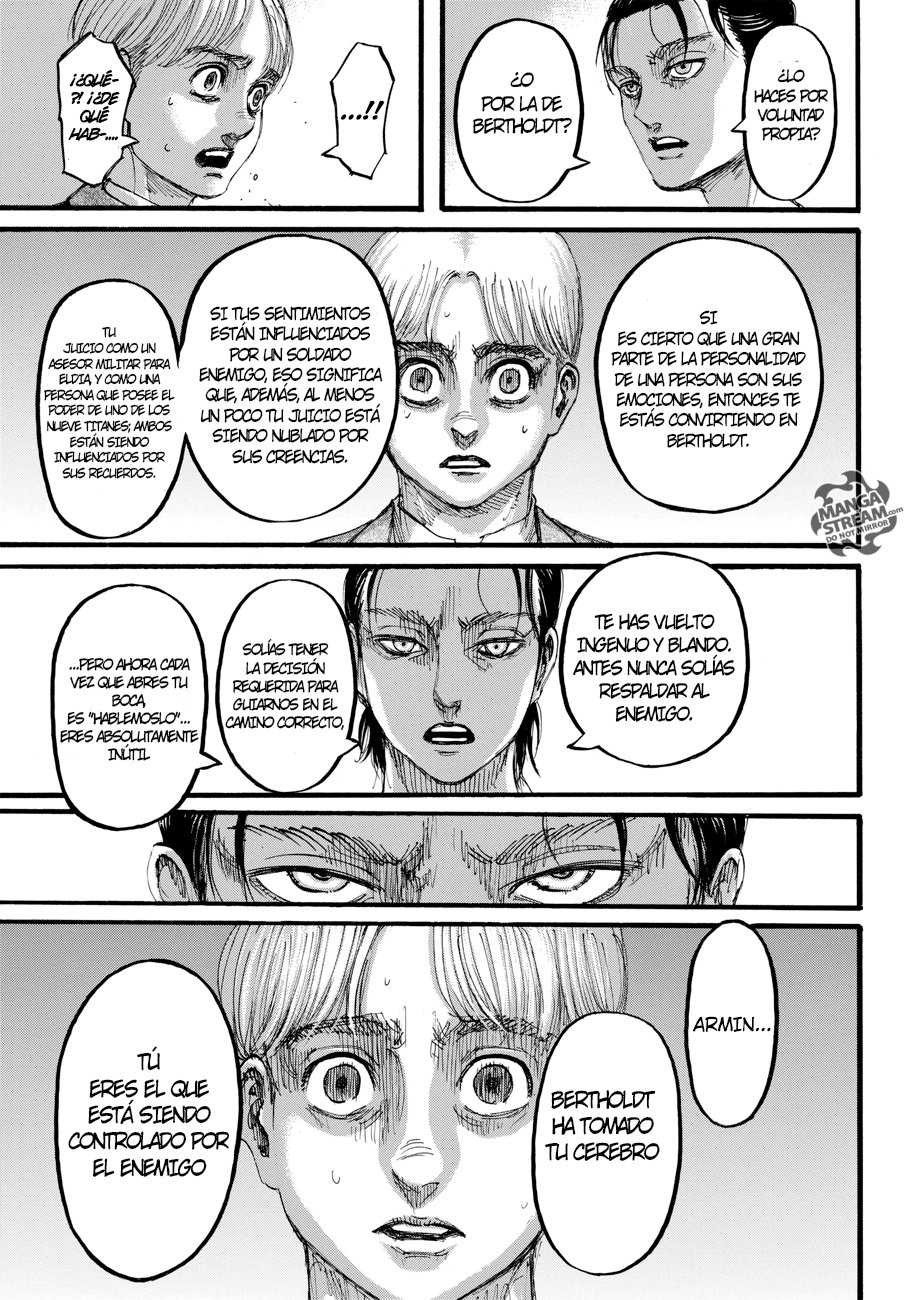 ¿LO
HACES POR
VOLUNTAD
PROPIA?
¿O
POR LA DE
BERTHOLDT?
...!!
¡¿QUÉ-
?! ¡¿DE
QUÉ
HAB-....
SI
ES CIERTO QUE UNA GRAN
PARTE DE LA PERSONALIDAD
DE UNA PERSONA SON SUS
EMOCIONES, ENTONCES TE
ESTÁS CONVIRTIENDO EN
BERTHOLDT.
SI TUS SENTIMIENTOS
ESTÁN INFLUENCIADOS
POR UN SOLDADO
ENEMIGO, ESO SIGNIFICA
QUE, ADEMÁS, AL MENOS
UN POCO TU JUICIO ESTÁ
SIENDO NUBLADO POR
SUS CREENCIAS.
TU
JUICIO COMO UN
ASESOR MILITAR PARA
ELDIA Y COMO UNA
PERSONA QUE POSEE EL
PODER DE UNO DE LOS
NUEVE TITANES; AMBOS
ESTÁN SIENDO
INFLUENCIADOS POR
SUS RECUERDOS.
MANGA
STREAM.com
DO NOT MIRROR
TE HAS VUELTO
INGENUO Y BLANDO.
ANTES NUNCA SOLÍAS
RESPALDAR AL
ENEMIGO.
SOLÍAS TENER
LA DECISIÓN
REQUERIDA PARA
GUIARNOS EN EL
CAMINO CORRECTO,
...PERO AHORA CADA
VEZ QUE ABRES TU
BOCA
ES "HABLEMOSLO"...
ERES ABSOLUTAMENTE
INÚTIL
ARMIN...
BERTHOLDT
HA TOMADO
TU CEREBRO
TÚ
ERES EL QUE
ESTÁ SIENDO
CONTROLADO POR
EL ENEMIGO